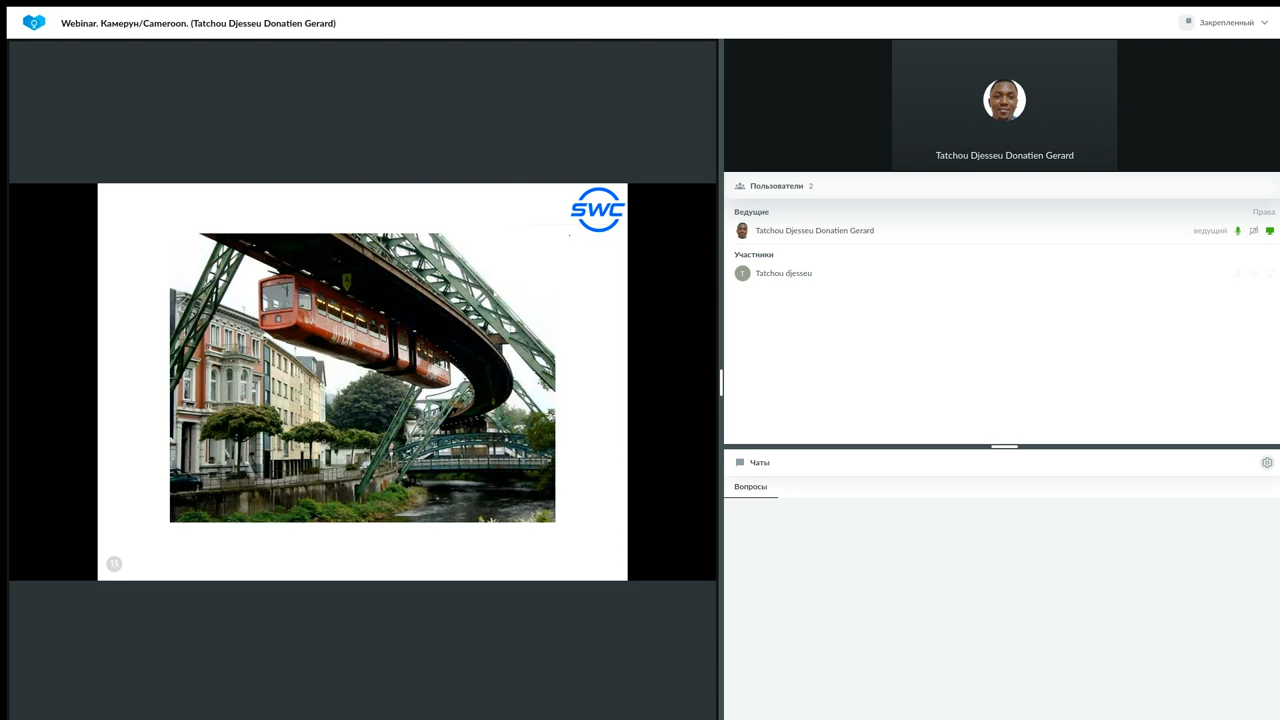 Webinar. Камерун/Cameroon. (Tatchou Djesseu Donatien Gerard)
Закрепленный
SWC
Tatchou Djesseu Donatien Gerard
Пользователи 2
Ведущие
Права
Tatchou Djesseu Donatien Gerard
ведущий
Участники
T
Tatchou djesseu
Чаты
Вопросы